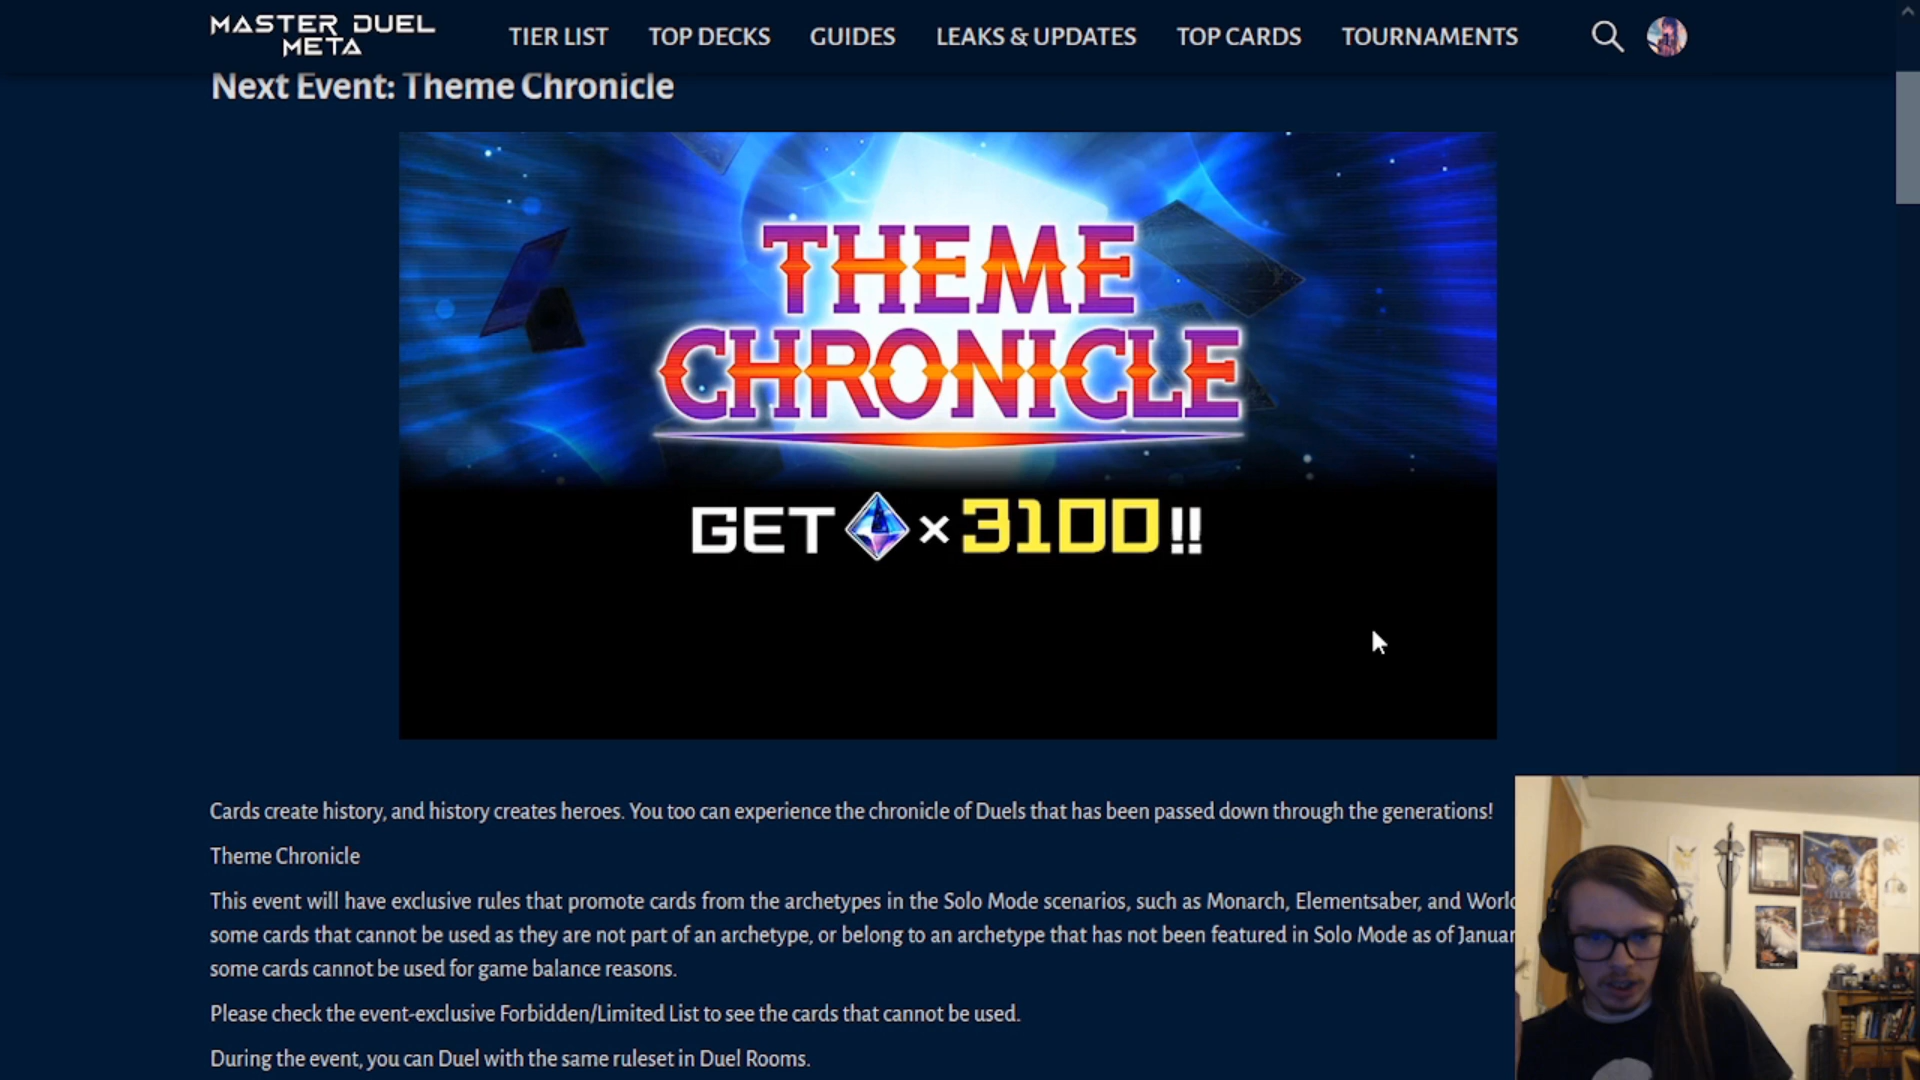 MASTER DUEL
META
TIER LIST TOP DECKS GUIDES LEAKS & UPDATES TOP CARDS TOURNAMENTS
Next Event: Theme Chronicle
THEME
CHRONICLE
GET × 3100!!
Cards create history, and history creates heroes. You too can experience the chronicle of Duels that has been passed down through the generations!
Theme Chronicle
This event will have exclusive rules that promote cards from the archetypes in the Solo Mode scenarios, such as Monarch, Elementsaber, and World
some cards that cannot be used as they are not part of an archetype, or belong to an archetype that has not been featured in Solo Mode as of Januar
some cards cannot be used for game balance reasons.
Please check the event-exclusive Forbidden/Limited List to see the cards that cannot be used.
During the event, you can Duel with the same ruleset in Duel Rooms.